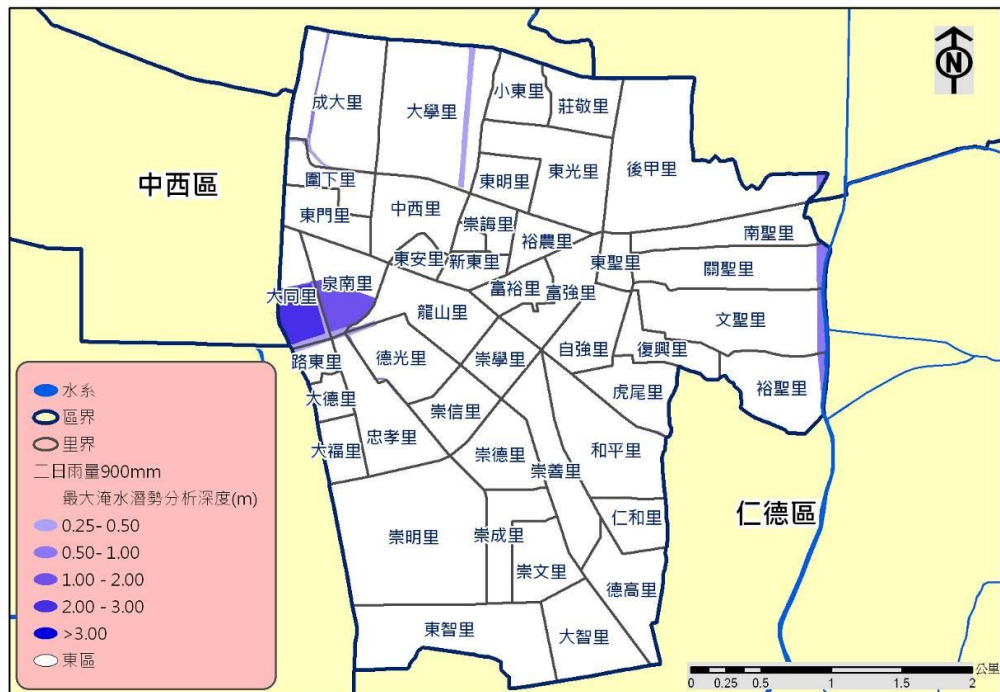 N
成大里
大學里
小東里
莊敬里
後甲里
東光里
東明里
中西區
圍下里
東門里
中西里
崇誨里
裕農里
南聖里
東安里
新東里
東聖里
關聖里
大同里
泉南里
富裕里
富強里
龍山里
文聖里
路東里
德光里
崇學里
自強里
復興里
裕聖里
大德里
崇信里
虎尾里
大福里
忠孝里
崇德里
崇善里
和平里
仁德區
崇明里
崇成里
仁和里
崇文里
德高里
東智里
大智里
水系
區界
里界
二日雨量900mm
最大淹水潛勢分析深度(m)
0.25- 0.50
0.50- 1.00
1.00 - 2.00
2.00 - 3.00
>3.00
東區
公里
0 0.25 0.5 1 1.5 2